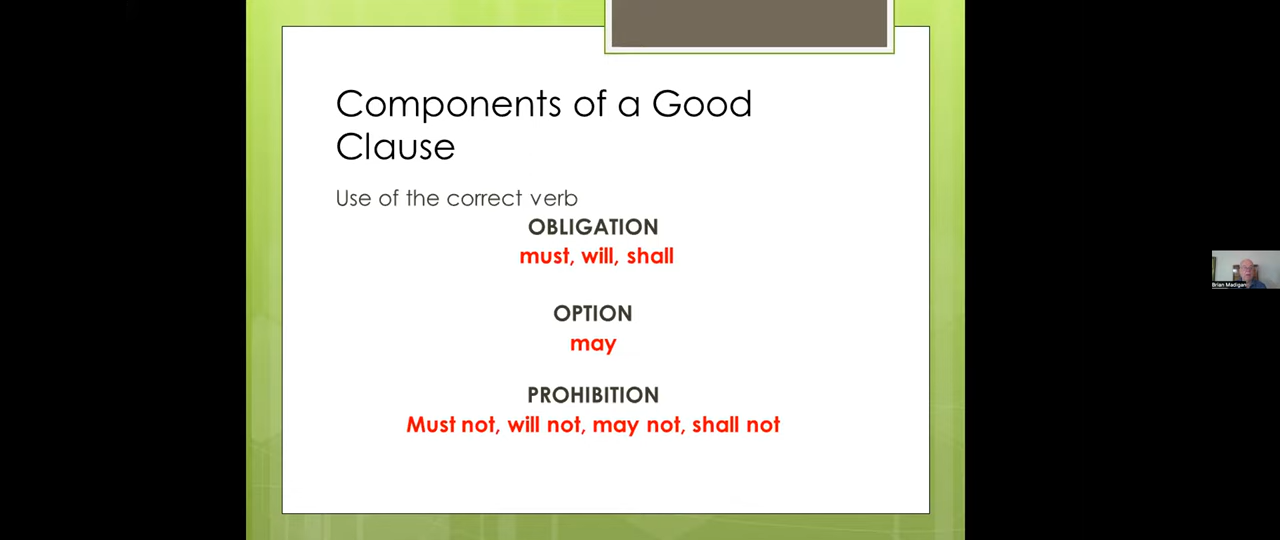 Components of a Good
Clause
Use of the correct verb
OBLIGATION
must, will, shall
OPTION
may
PROHIBITION
Must not, will not, may not, shall not
Brian Madigan